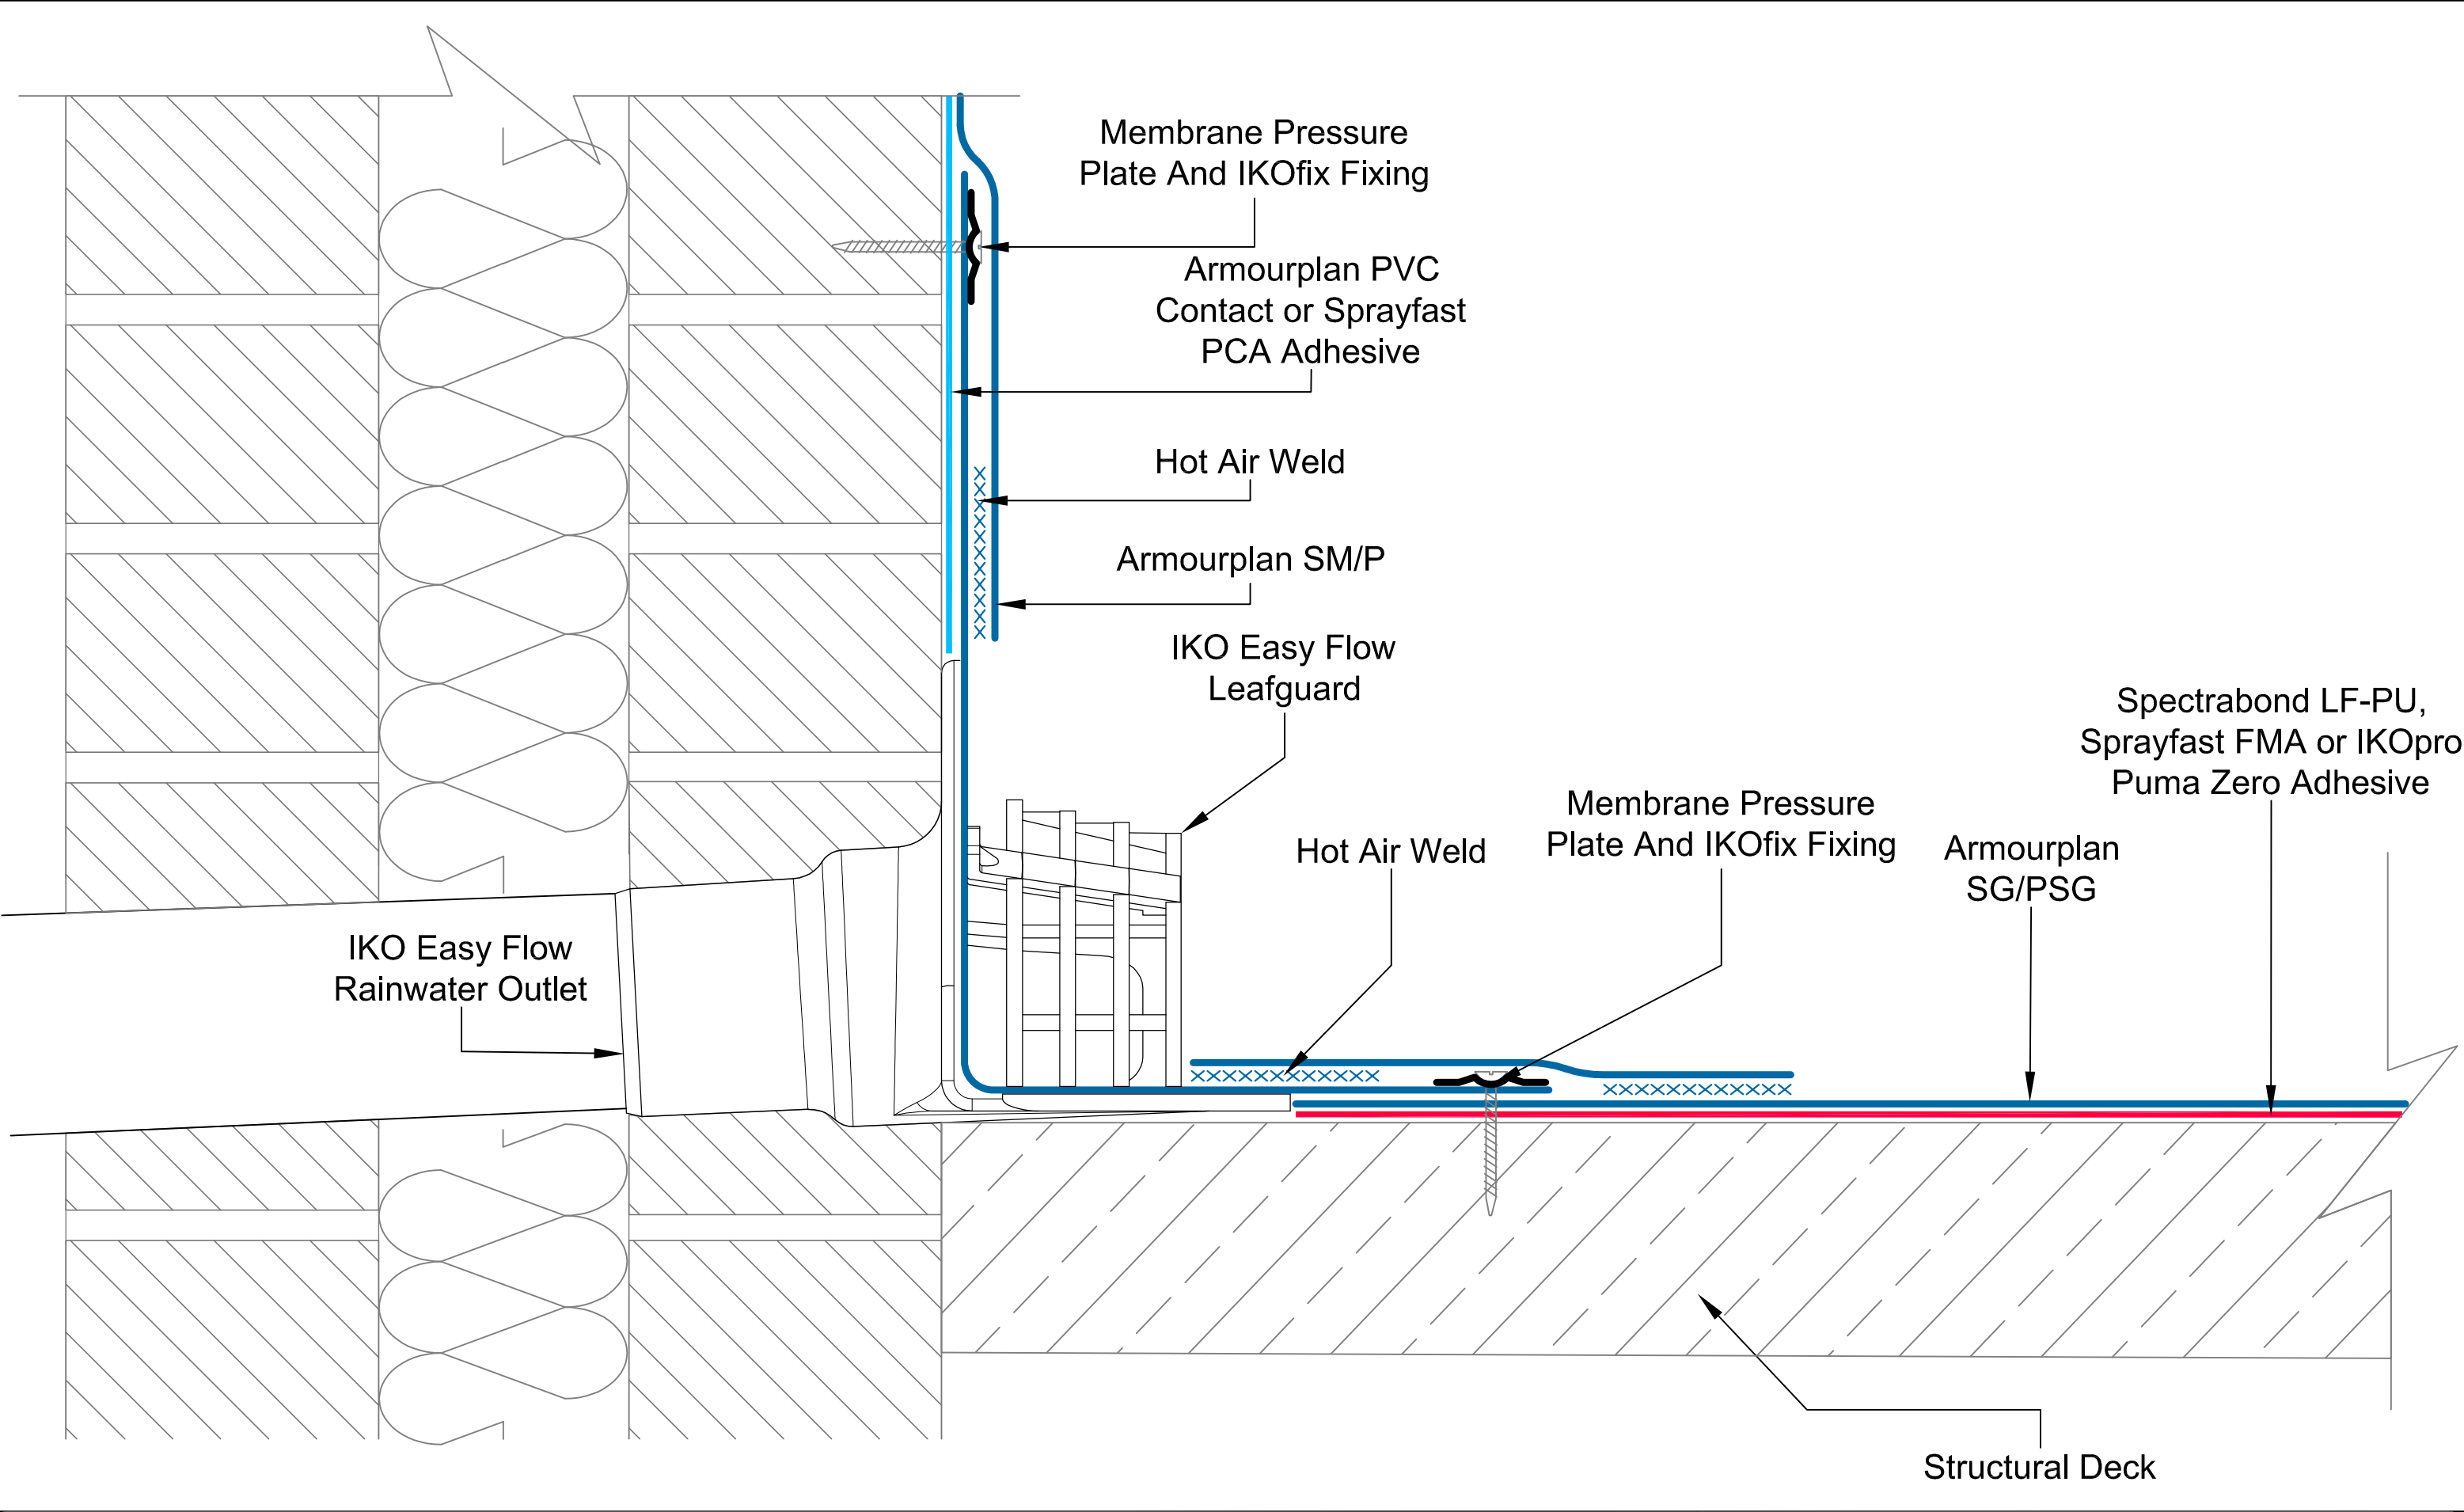 Membrane Pressure
Plate And IKOfix Fixing
Armourplan PVC
Contact or Sprayfast
PCA Adhesive
Hot Air Weld
Armourplan SM/P
IKO Easy Flow
Leafguard
Spectrabond LF-PU,
Sprayfast FMA or IKOpro
Puma Zero Adhesive
Membrane Pressure
Plate And IKOfix Fixing
Hot Air Weld
Armourplan
SG/PSG
IKO Easy Flow
Rainwater Outlet
Structural Deck